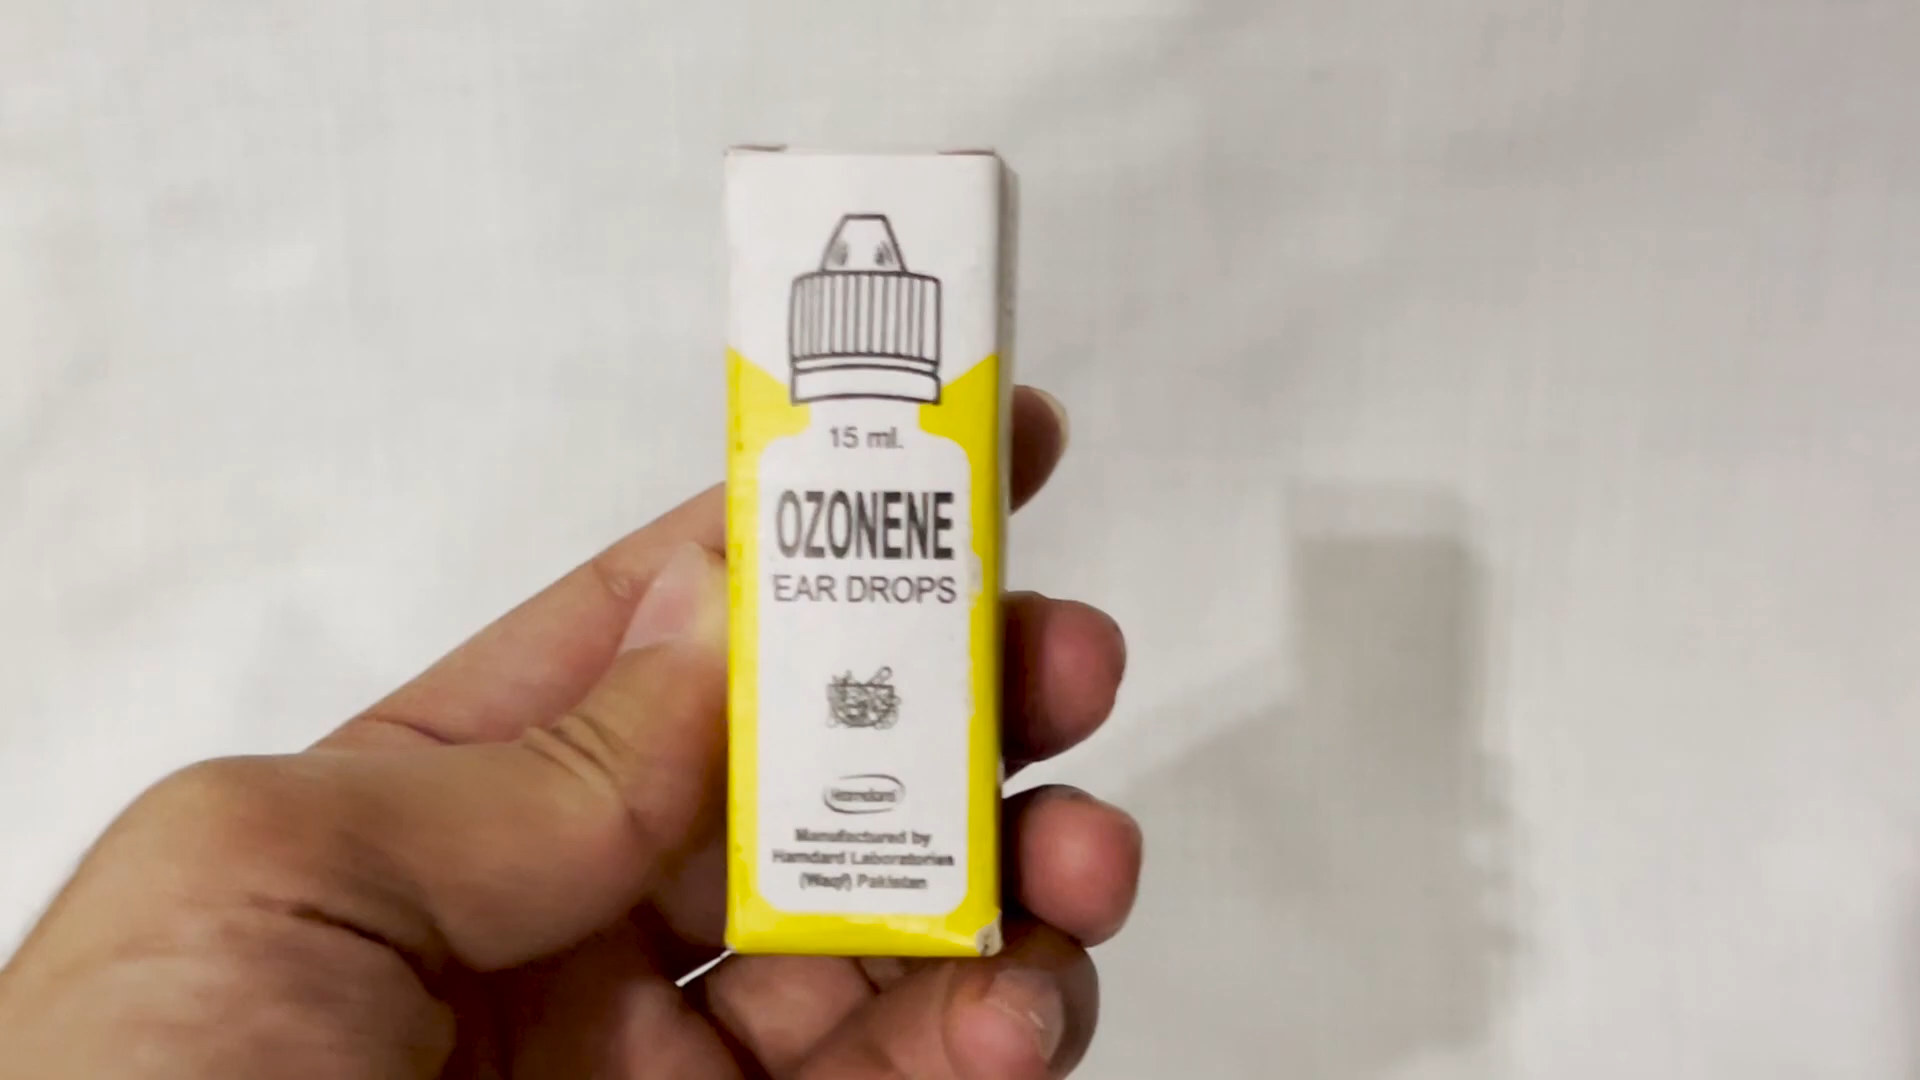 15 ml.
OZONENE
EAR DROPS
Hamdard
Manufactured by
Hamdard Laboratories
(Waqf) Pakistan